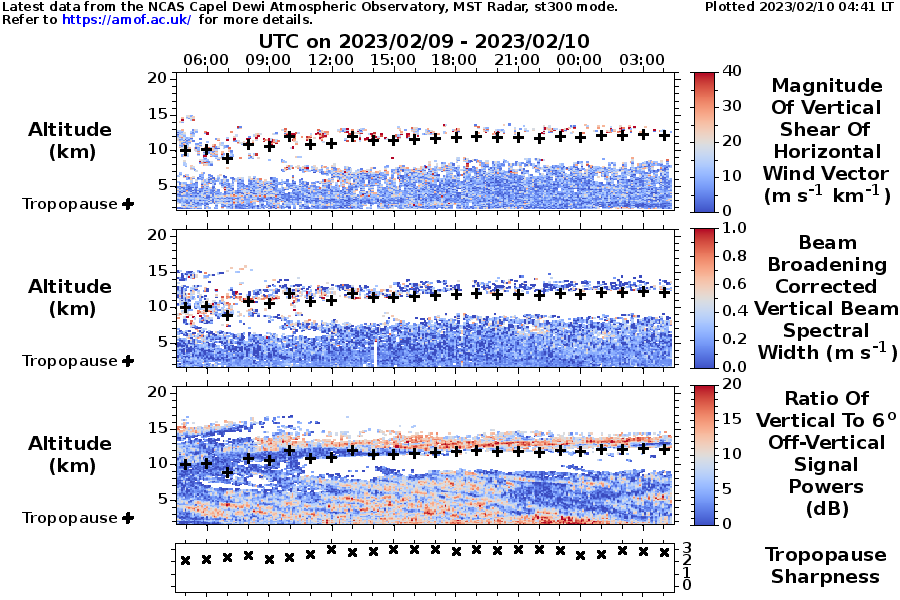 Latest data from the NCAS Capel Dewi Atmospheric Observatory, MST Radar, st300 mode. Plotted 2023/02/10 04:41 LT
Refer to https://amof.ac.uk/ for more details.
UTC on 2023/02/09 - 2023/02/10
06:00 09:00 12:00 15:00 18:00 21:00 00:00 03:00
Altitude
(km)
Tropopause +
20
15
10
5
40
30
20
10
0
Magnitude
Of Vertical
Shear Of
Horizontal
Wind Vector
(m s-1 km-1)
Altitude
(km)
Tropopause +
20
15
10
5
1.0
0.8
0.6
0.4
0.2
0.0
Beam
Broadening
Corrected
Vertical Beam
Spectral
Width (m s-1)
Altitude
(km)
Tropopause +
20
15
10
5
20
15
10
5
0
Ratio Of
Vertical To 6o
Off-Vertical
Signal
Powers
(dB)
3
2
1
0
Tropopause
Sharpness